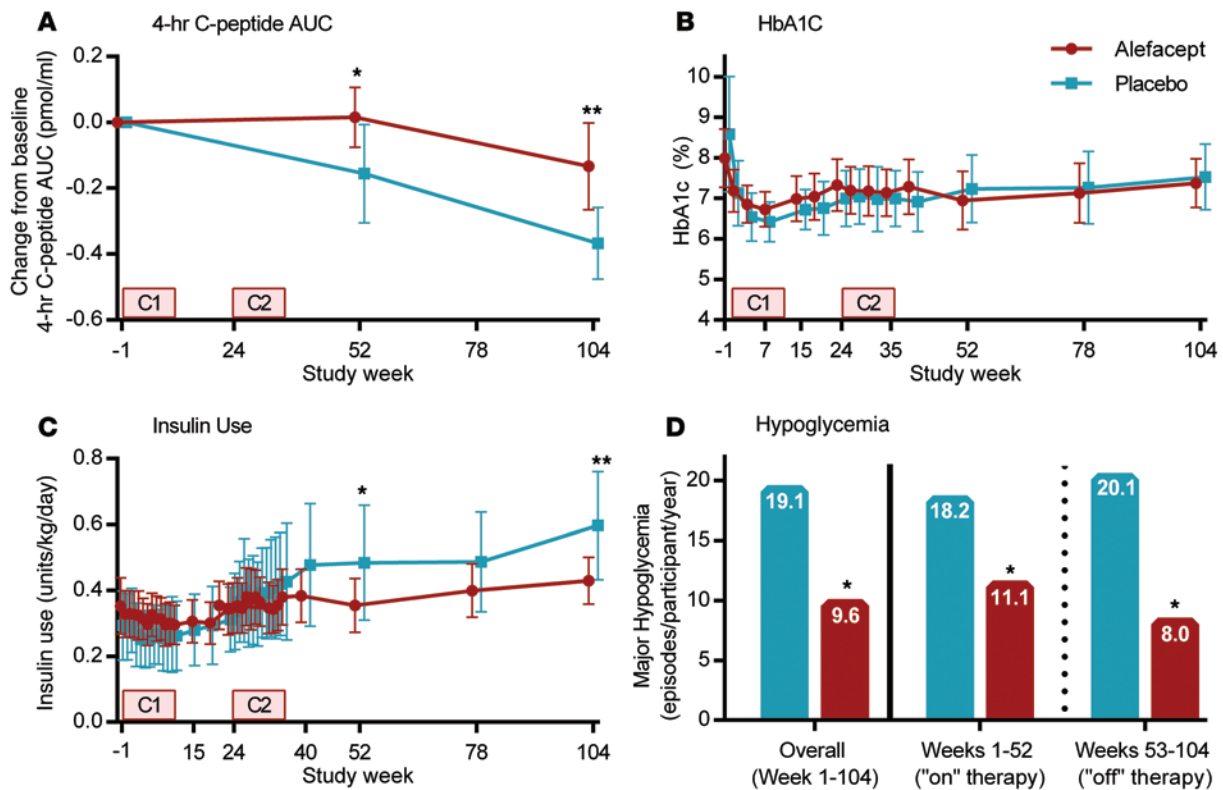 A 4-hr C-peptide AUC
Change from baseline
4-hr C-peptide AUC (pmol/ml)
0.2
0.0
-0.2
-0.4
-0.6
*
**
C1
C2
-1 24 52 78 104
Study week
B HbA1C
Alefacept
Placebo
HbA1c (%)
10
9
8
7
6
5
4
C1
C2
-1 7 15 24 35 52 78 104
Study week
C Insulin Use
Insulin use (units/kg/day)
0.8
0.6
0.4
0.2
0.0
*
**
C1
C2
-1 15 24 40 52 78 104
Study week
D Hypoglycemia
Major Hypoglycemia
(episodes/participant/year)
20
15
10
5
0
19.1
*
9.6
18.2
*
11.1
20.1
*
8.0
Overall
(Week 1-104)
Weeks 1-52
("on" therapy)
Weeks 53-104
("off" therapy)